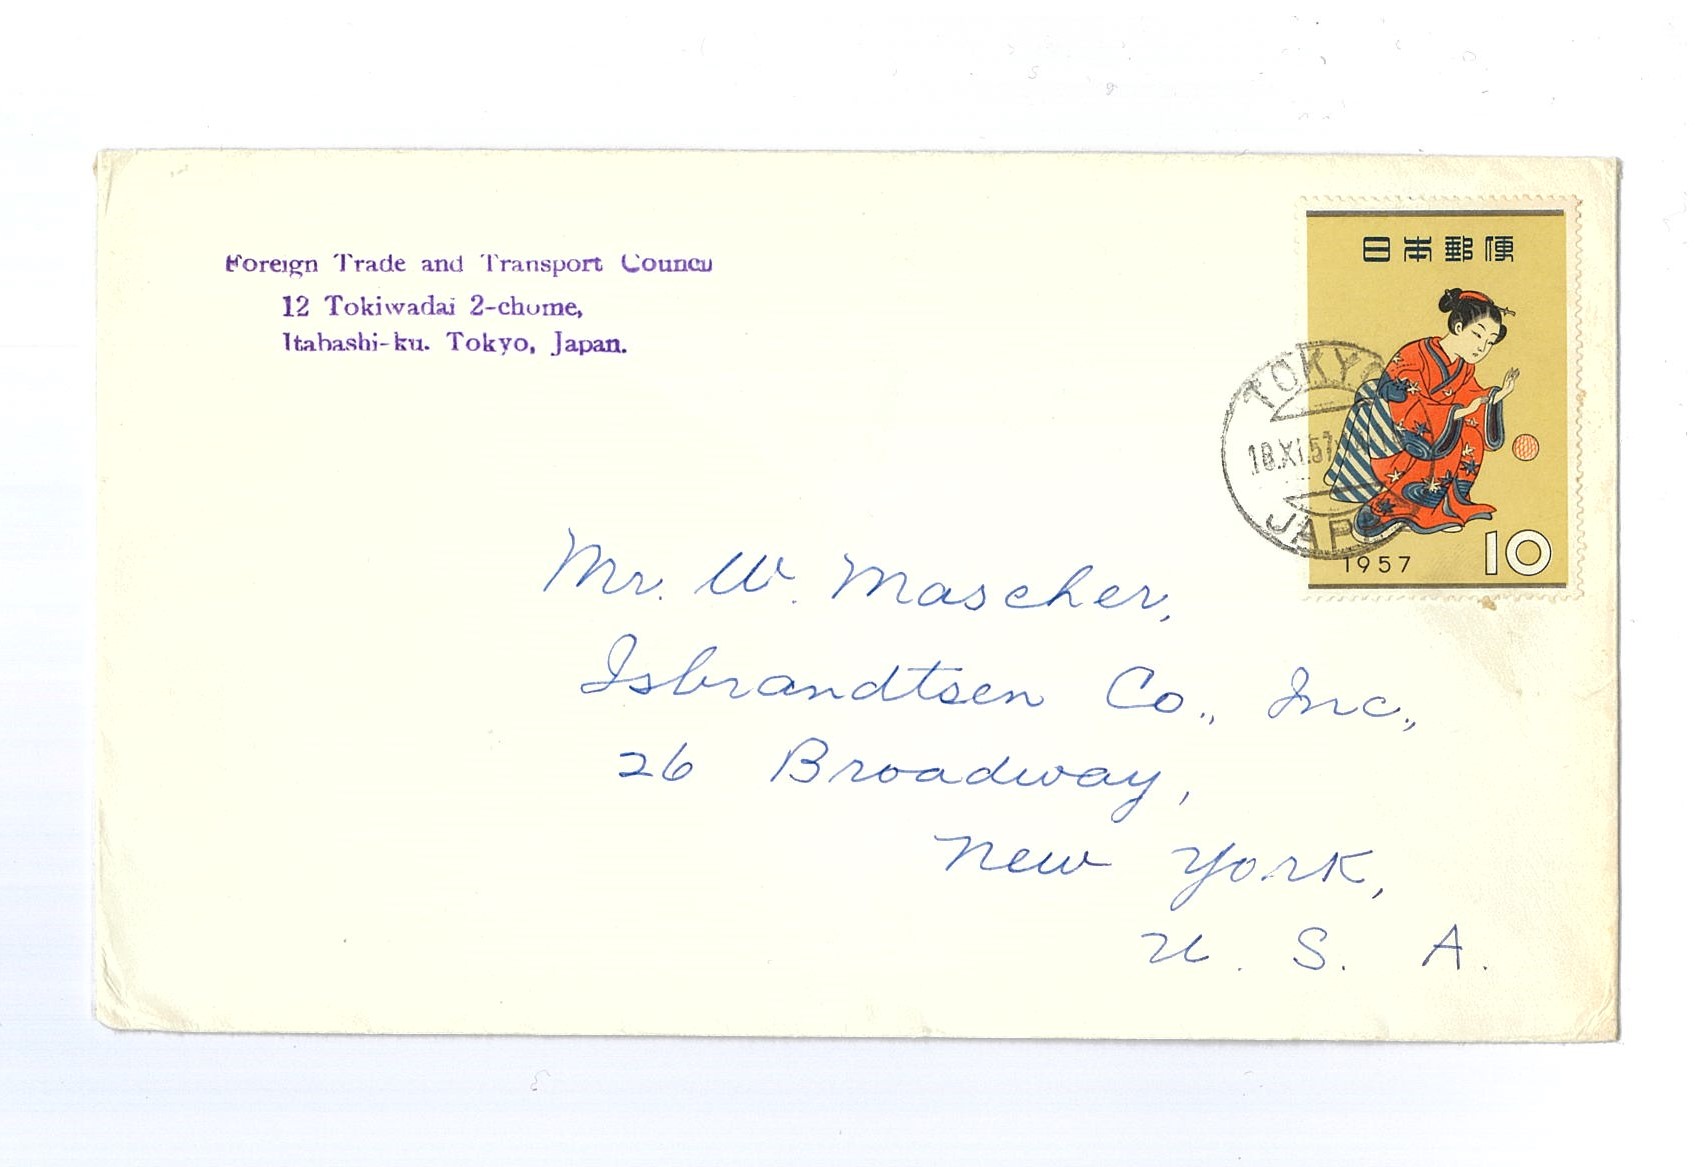 Foreign Trade and Transport Council
12 Tokiwadai 2-chome,
Itabashi-ku. Tokyo, Japan.
日本郵便
TOKYO
18.XI.57
JAPAN
1957
10
Mr. W. Mascher,
Isbrandtsen Co., Inc.,
26 Broadway,
New York,
U. S. A.